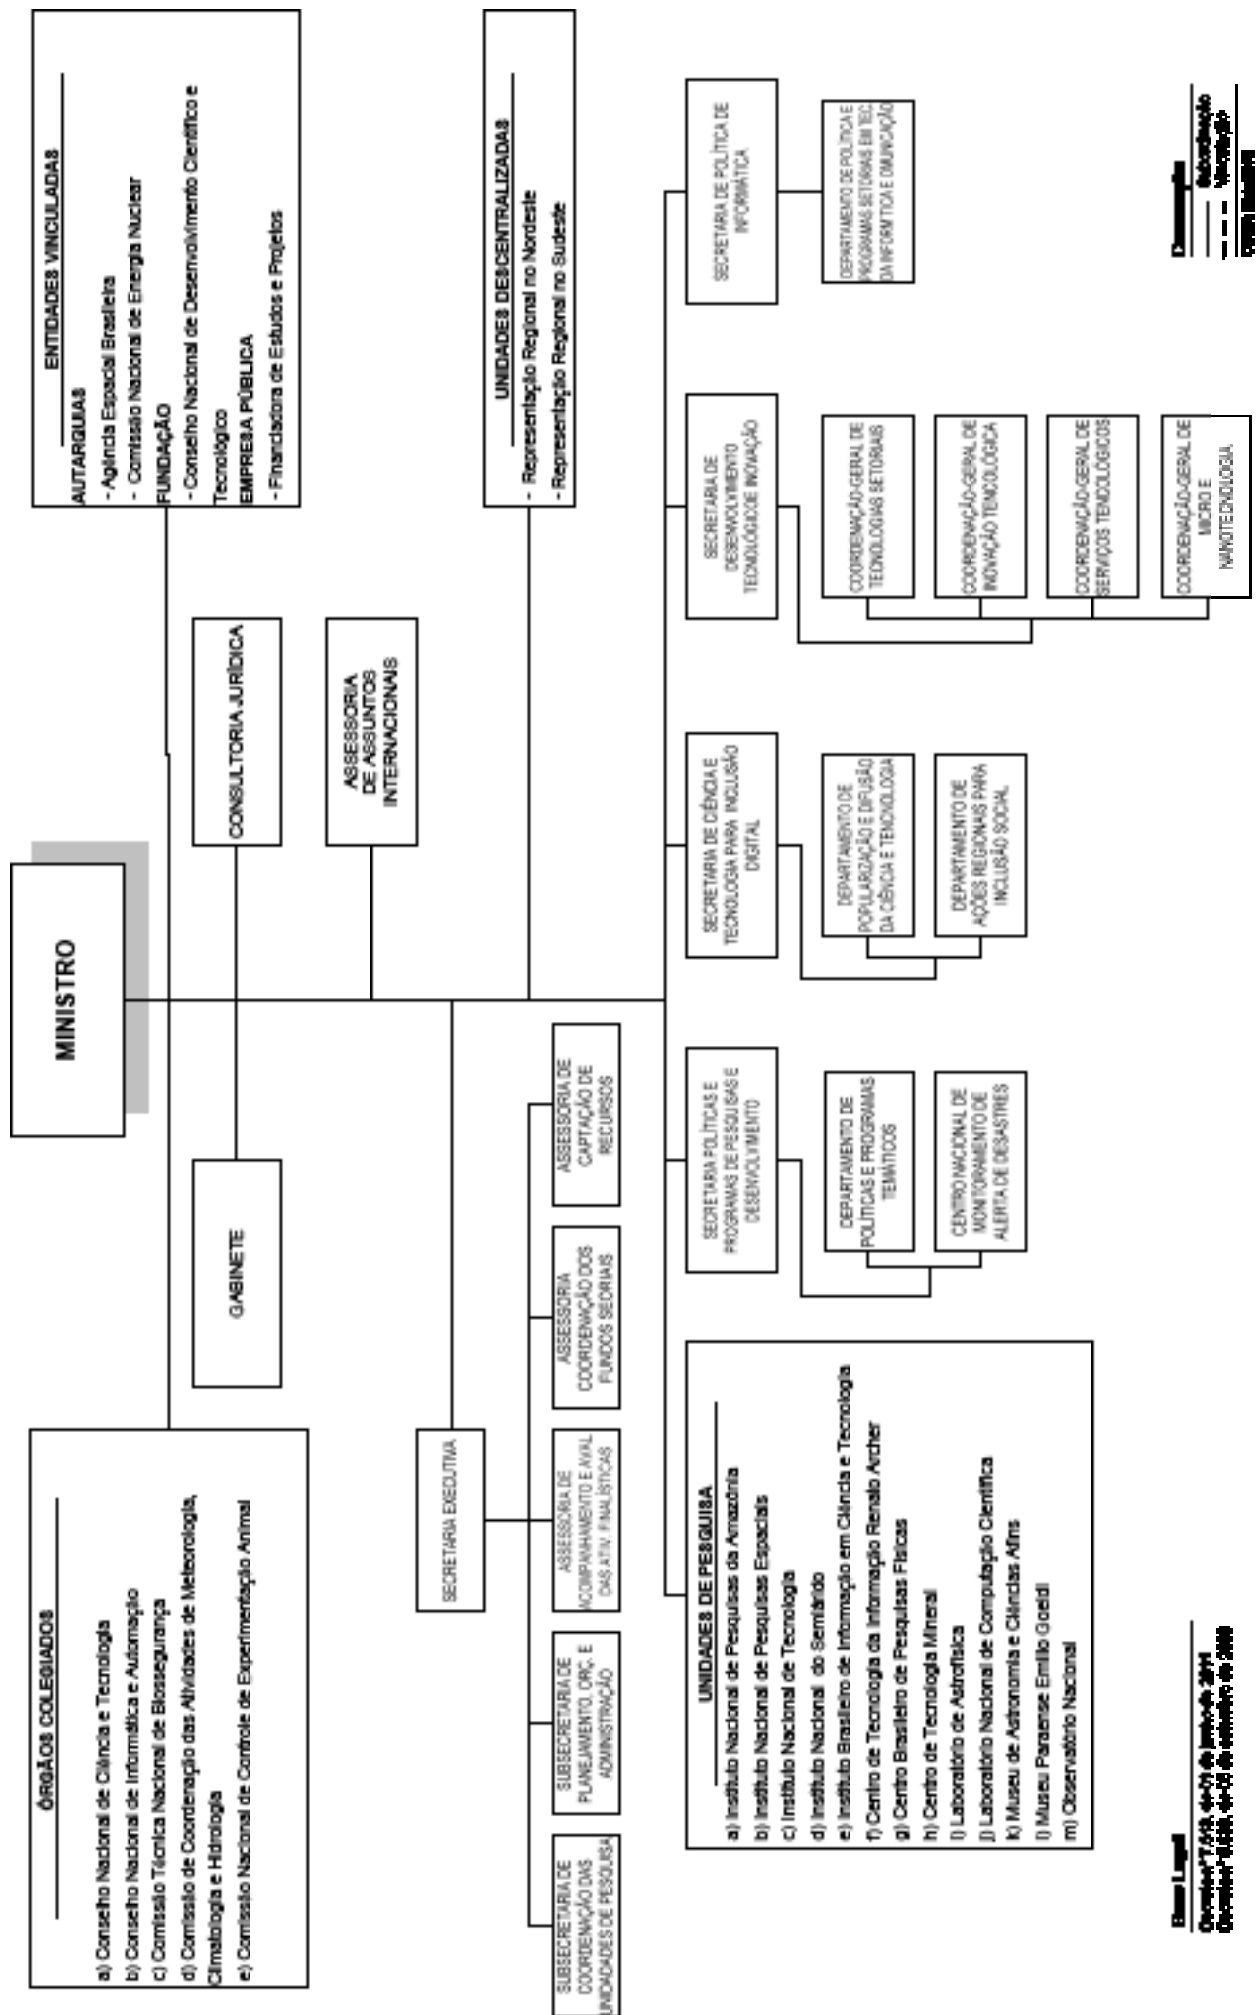 MINISTRO
ÓRGÃOS COLEGIADOS
a) Conselho Nacional de Ciência e Tecnologia
b) Conselho Nacional de Informática e Automação
c) Comissão Técnica Nacional de Biossegurança
d) Comissão de Coordenação das Atividades de Meteorologia,
Climatologia e Hidrologia
e) Comissão Nacional de Controle de Experimentação Animal
GABINETE
CONSULTORIA JURÍDICA
ASSESSORIA
DE ASSUNTOS
INTERNACIONAIS
ENTIDADES VINCULADAS
AUTARQUIAS
- Agência Espacial Brasileira
- Comissão Nacional de Energia Nuclear
FUNDAÇÃO
- Conselho Nacional de Desenvolvimento Científico e
Tecnológico
EMPRESA PÚBLICA
- Financiadora de Estudos e Projetos
SECRETARIA EXECUTIVA
UNIDADES DESCENTRALIZADAS
- Representação Regional no Nordeste
- Representação Regional no Sudeste
SUBSECRETARIA DE
COORDENAÇÃO DAS
UNIDADADES DE PESQUISA
SUBSECRETARIA DE
PLANEJAMENTO, ORÇ. E
ADMINISTRAÇÃO
ASSESSORIA DE
ACOMPANHAMENTO E AVAL
DAS ATIV. FINALÍSTICAS
ASSESSORIA
COORDENAÇÃO DOS
FUNDOS SEORIAIS
ASSESSORIA DE
CAPTAÇÃO DE
RECURSOS
UNIDADES DE PESQUISA
a) Instituto Nacional de Pesquisas da Amazônia
b) Instituto Nacional de Pesquisas Espaciais
c) Instituto Nacional de Tecnologia
d) Instituto Nacional do Semiárido
e) Instituto Brasileiro de Informação em Ciência e Tecnologia
f) Centro de Tecnologia da Informação Renato Archer
g) Centro Brasileiro de Pesquisas Físicas
h) Centro de Tecnologia Mineral
i) Laboratório de Astrofísica
j) Laboratório Nacional de Computação Científica
k) Museu de Astronomia e Ciências Afins
l) Museu Paraense Emílio Goeldi
m) Observatório Nacional
SECRETARIA POLÍTICAS E
PROGRAMAS DE PESQUISAS E
DESENVOLVIMENTO
DEPARTAMENTO DE
POLÍTICAS E PROGRAMAS
TEMÁTICOS
CENTRO NACIONAL DE
MONITORAMENTO DE
ALERTA DE DESASTRES
SECRETARIA DE CIÊNCIA E
TECNOLOGIA PARA INCLUSÃO
DIGITAL
DEPARTAMENTO DE
POPULARIZAÇÃO E DIFUSÃO
DA CIÊNCIA E TENCNOLOGIA
DEPARTAMENTO DE
AÇÕES REGIONAIS PARA
INCLUSÃO SOCIAL
SECRETARIA DE
DESENVOLVIMENTO
TECNOLÓGICO E INOVAÇÃO
COORDENAÇÃO-GERAL DE
TECNOLOGIAS SETORIAIS
COORDENAÇÃO-GERAL DE
INOVAÇÃO TENCOLÓGICA
COORDENAÇÃO-GERAL DE
SERVIÇOS TENCOLÓGICOS
COORDENAÇÃO-GERAL DE
MICRO E
NANOTECNOLOGIA
SECRETARIA DE POLÍTICA DE
INFORMÁTICA
DEPARTAMENTO DE POLÍTICA E
PROGRAMAS SETORIAIS EM TEC.
DA INFORM TICA E OMUNICAÇÃO
Base Legal
Subordinação
Vinculação